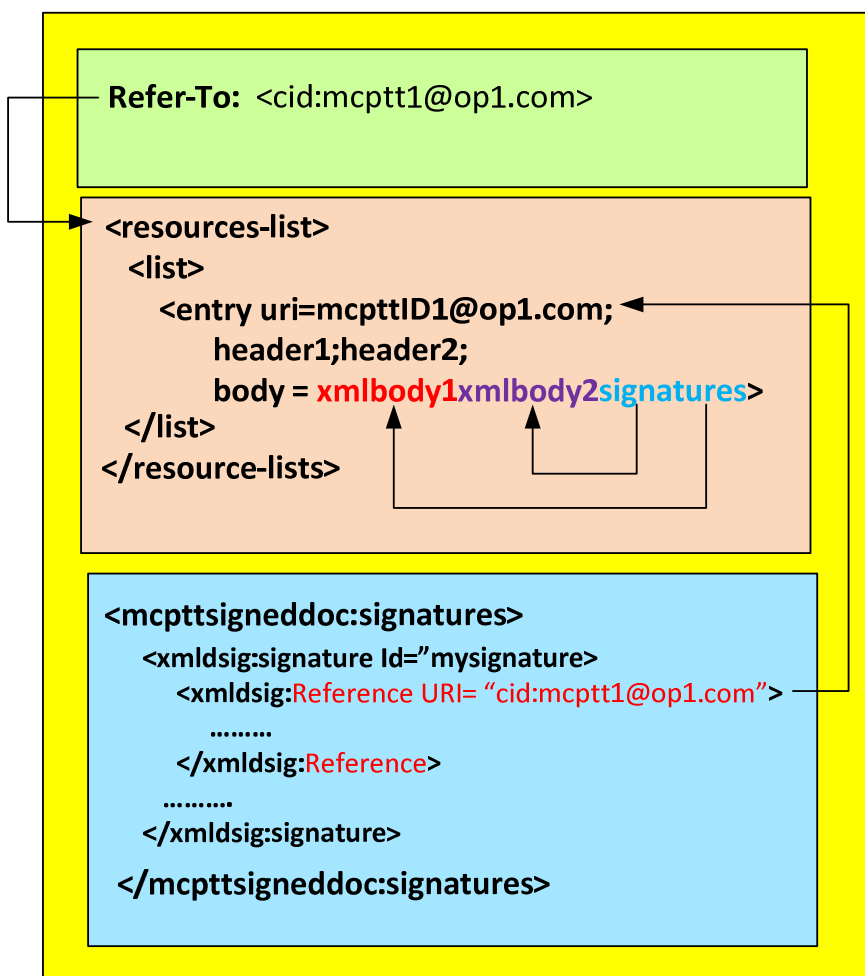 Refer-To: <cid:mcptt1@op1.com>
<resources-list>
<list>
<entry uri=mcpttID1@op1.com;
header1;header2;
body = xmlbody1xmlbody2signatures>
</list>
</resource-lists>
<mcpttsigneddoc:signatures>
<xmldsig:signature Id=”mysignature>
<xmldsig:Reference URI= “cid:mcptt1@op1.com”>
………
</xmldsig:Reference>
……….
</xmldsig:signature>
</mcpttsigneddoc:signatures>